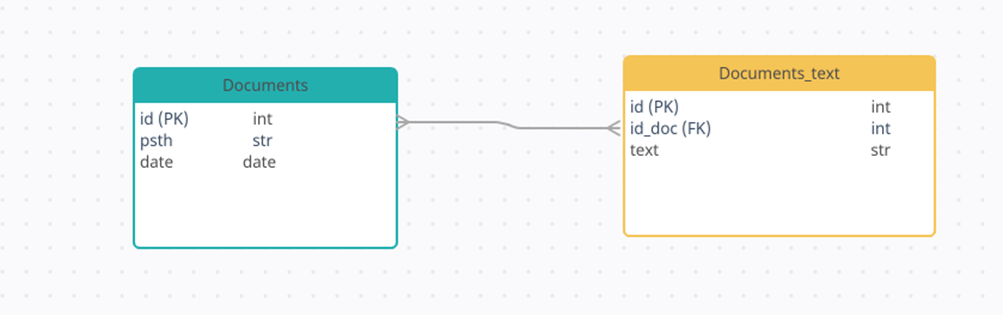 Documents
id (PK) int
psth str
date date
Documents_text
id (PK) int
id_doc (FK) int
text str